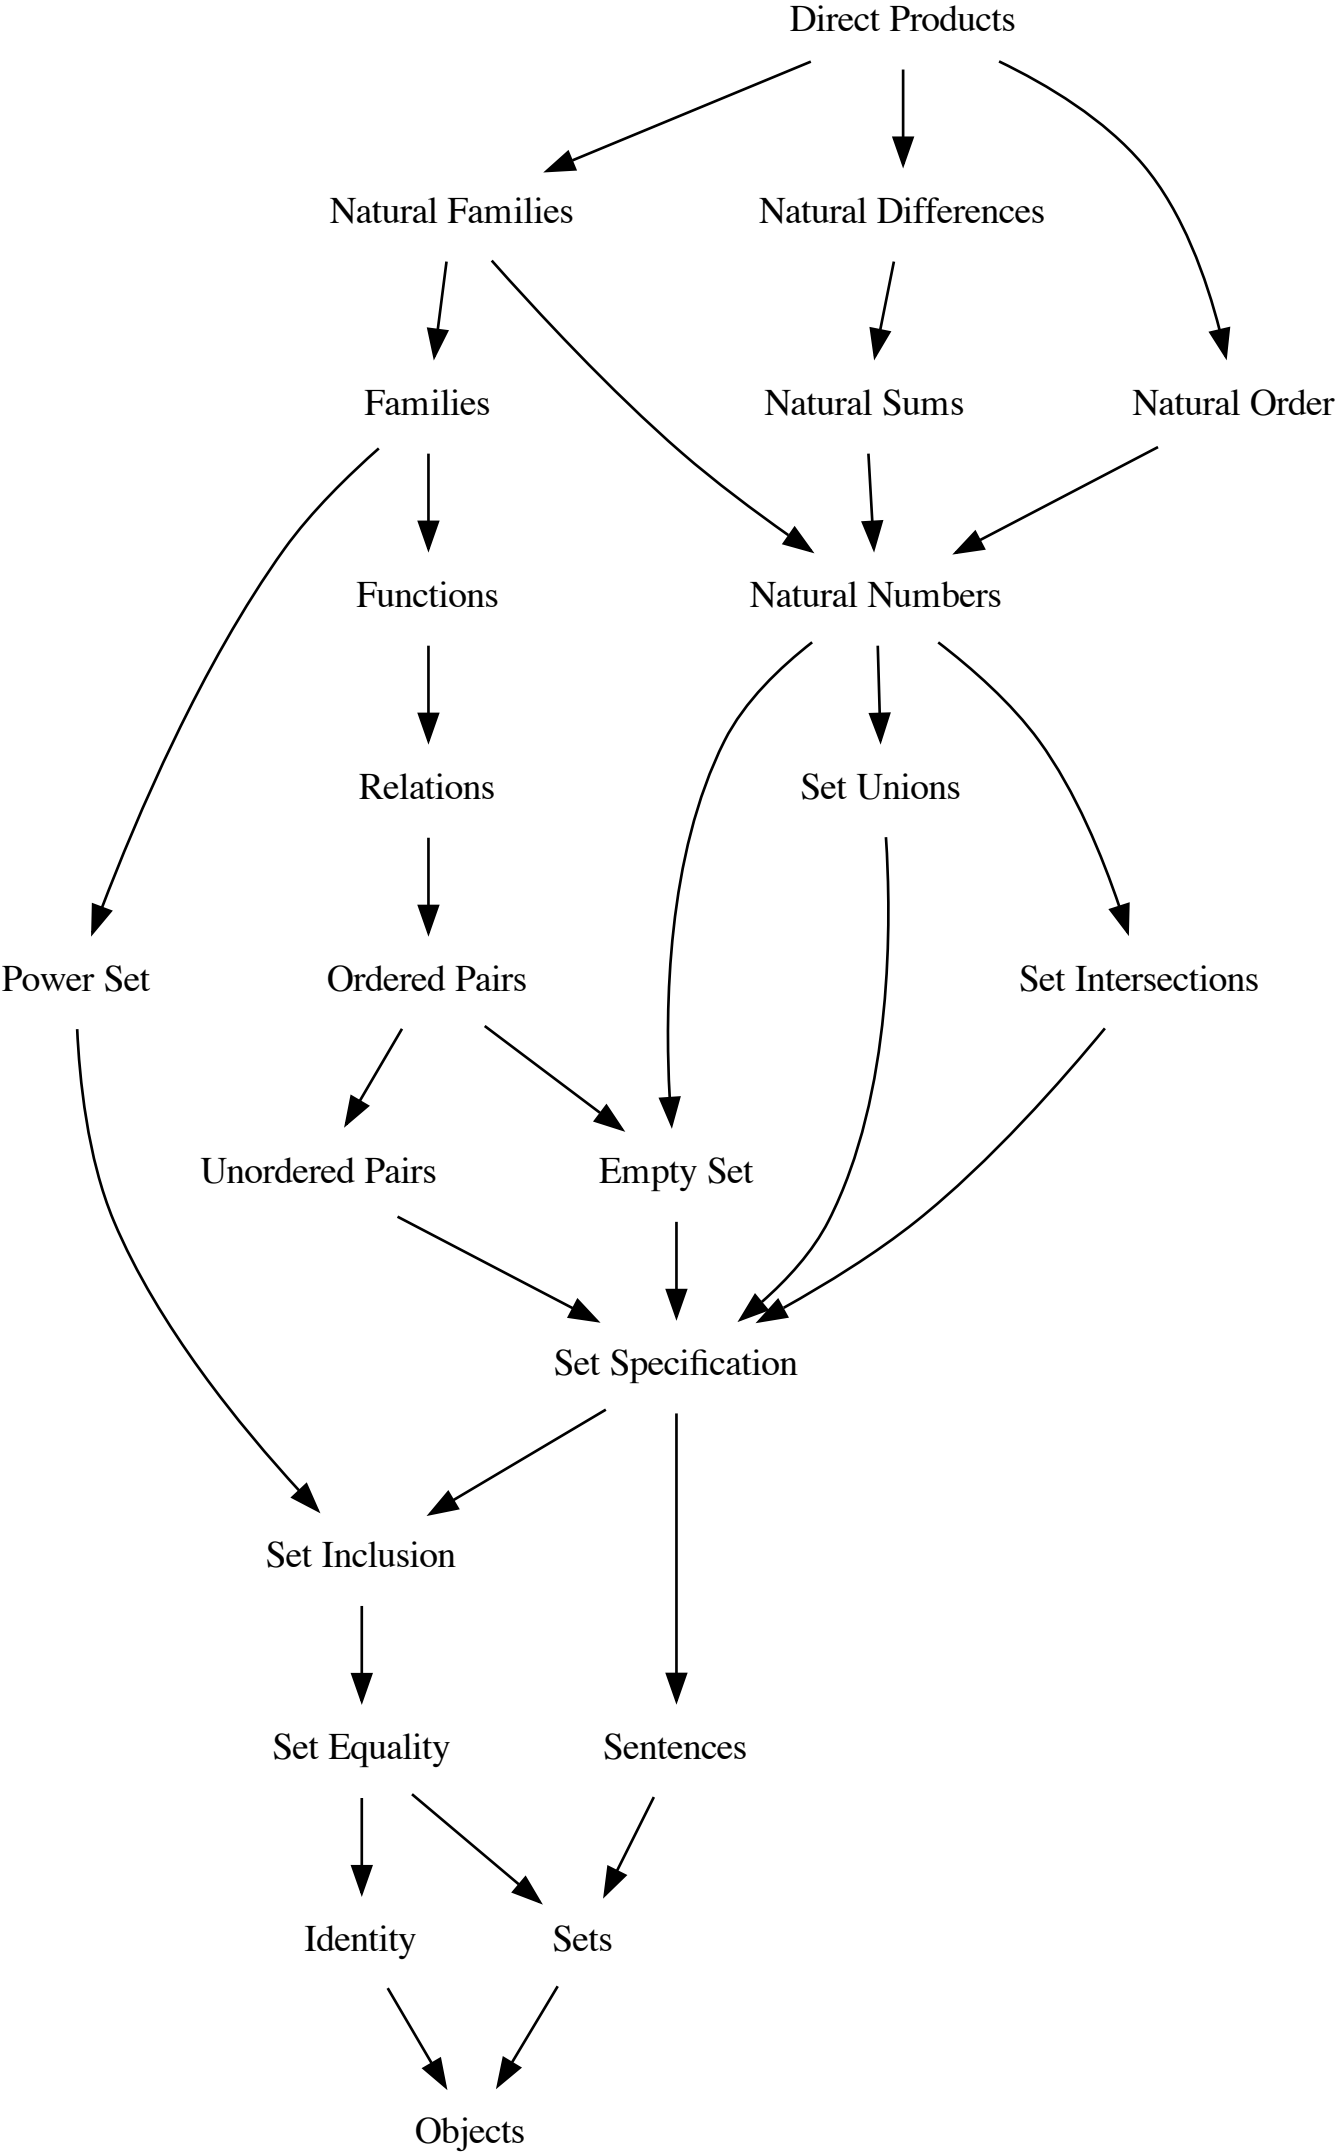 Direct Products
Natural Families
Natural Differences
Families
Natural Sums
Natural Order
Functions
Natural Numbers
Relations
Set Unions
Power Set
Ordered Pairs
Set Intersections
Unordered Pairs
Empty Set
Set Specification
Set Inclusion
Set Equality
Sentences
Identity
Sets
Objects